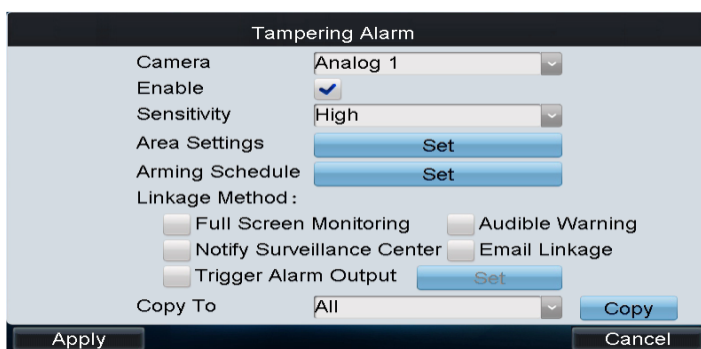 Tampering Alarm
Camera Analog 1
Enable
Sensitivity High
Area Settings Set
Arming Schedule Set
Linkage Method :
Full Screen Monitoring Audible Warning
Notify Surveillance Center Email Linkage
Trigger Alarm Output Set
Copy To All Copy
Apply Cancel